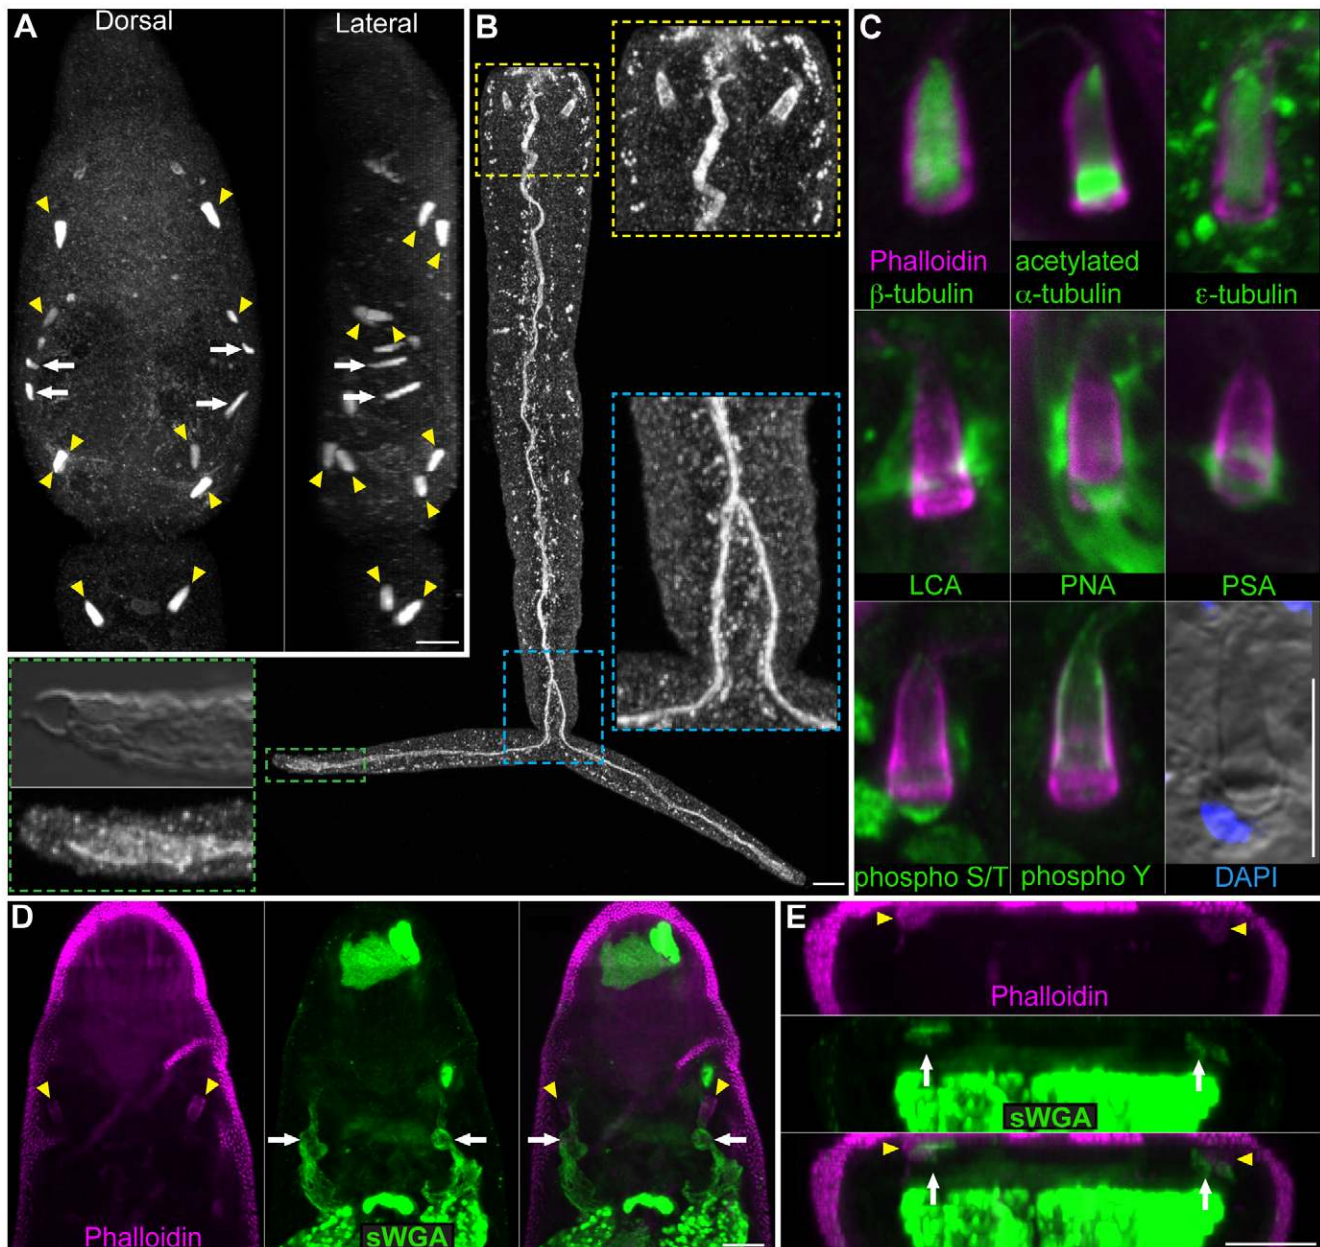 A
Dorsal
Lateral
B
C
Phalloidin
β-tubulin
acetylated
α-tubulin
ε-tubulin
LCA
PNA
PSA
phospho S/T
phospho Y
DAPI
D
Phalloidin
sWGA
E
Phalloidin
sWGA